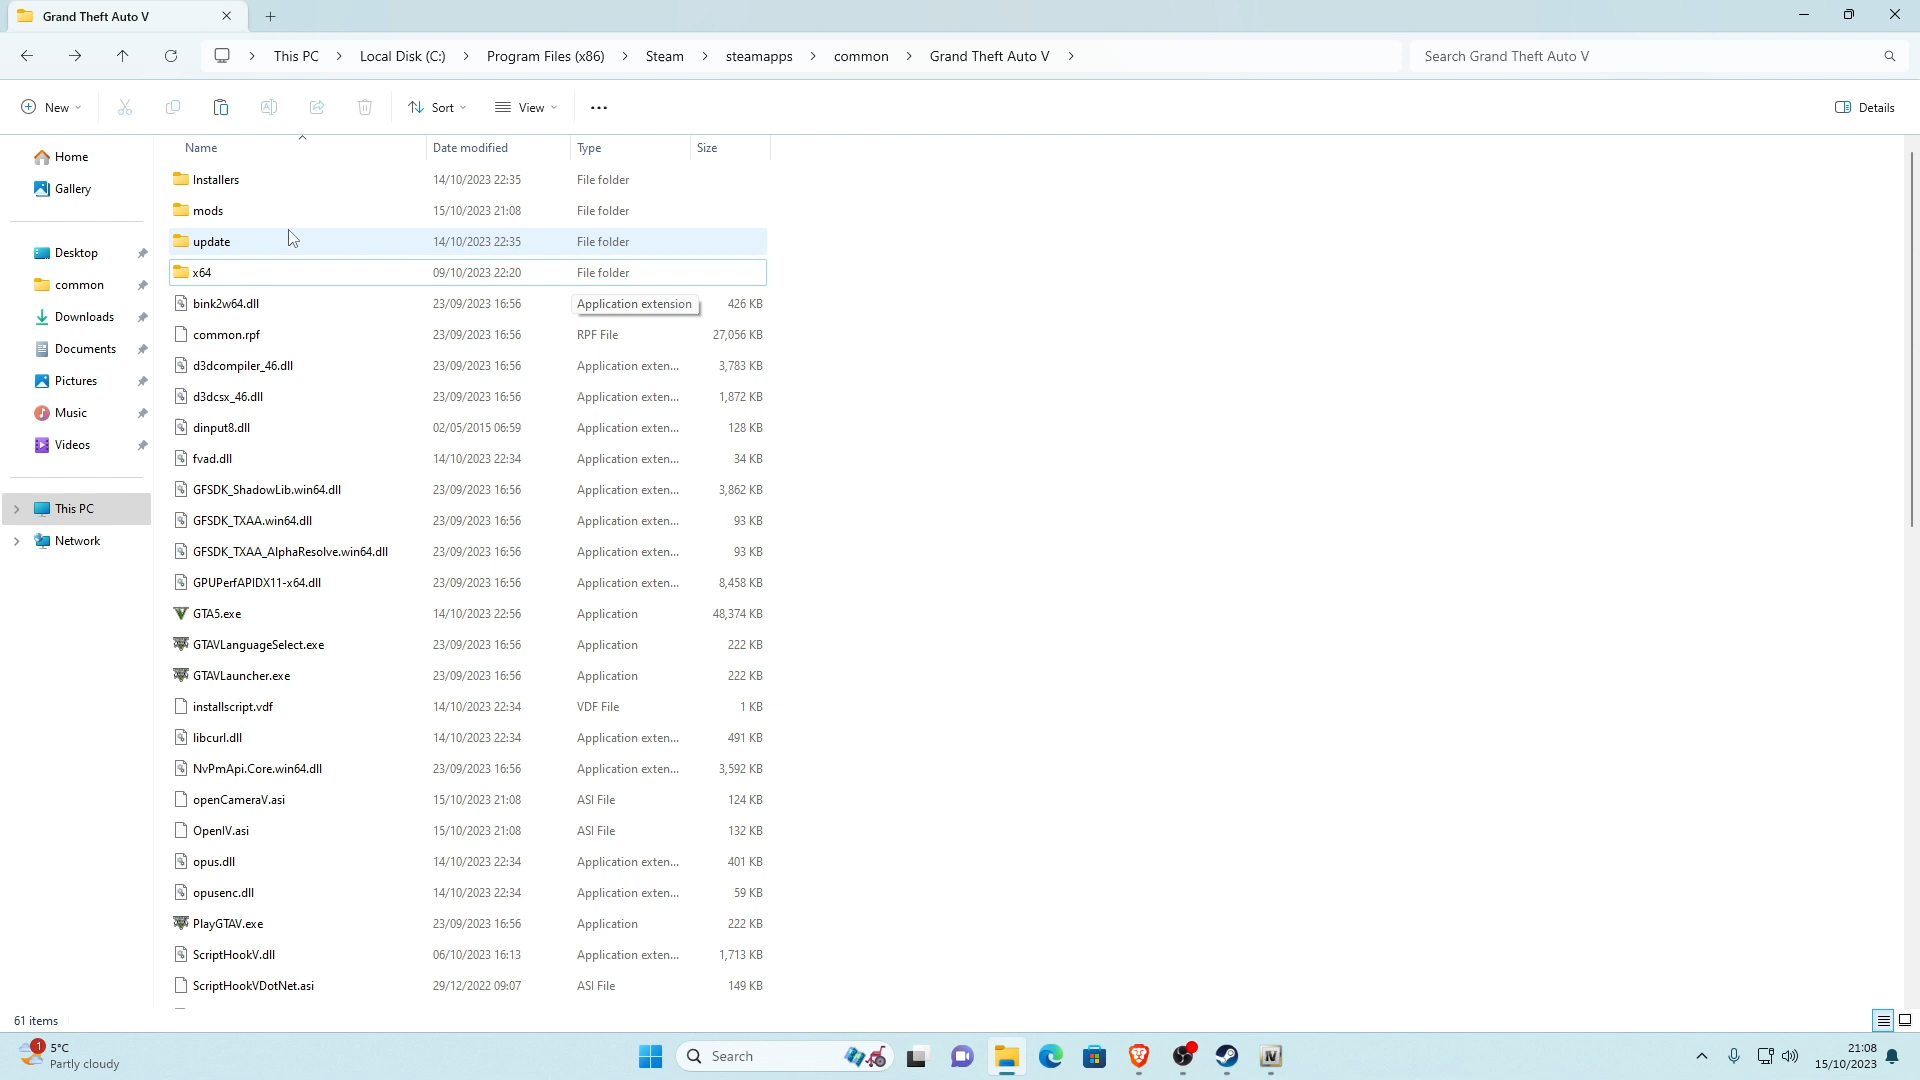 Grand Theft Auto V
This PC > Local Disk (C:) > Program Files (x86) > Steam > steamapps > common > Grand Theft Auto V >
Search Grand Theft Auto V
New
Sort
View
Details
Name Date modified Type Size
Home
Gallery
Desktop
common
Downloads
Documents
Pictures
Music
Videos
This PC
Network
Installers 14/10/2023 22:35 File folder
mods 15/10/2023 21:08 File folder
update 14/10/2023 22:35 File folder
x64 09/10/2023 22:20 File folder
bink2w64.dll 23/09/2023 16:56 Application extension 426 KB
common.rpf 23/09/2023 16:56 RPF File 27,056 KB
d3dcompiler_46.dll 23/09/2023 16:56 Application exten... 3,783 KB
d3dcsx_46.dll 23/09/2023 16:56 Application exten... 1,872 KB
dinput8.dll 02/05/2015 06:59 Application exten... 128 KB
fvad.dll 14/10/2023 22:34 Application exten... 34 KB
GFSDK_ShadowLib.win64.dll 23/09/2023 16:56 Application exten... 3,862 KB
GFSDK_TXAA.win64.dll 23/09/2023 16:56 Application exten... 93 KB
GFSDK_TXAA_AlphaResolve.win64.dll 23/09/2023 16:56 Application exten... 93 KB
GPUPerfAPIDX11-x64.dll 23/09/2023 16:56 Application exten... 8,458 KB
GTA5.exe 14/10/2023 22:56 Application 48,374 KB
GTAVLanguageSelect.exe 23/09/2023 16:56 Application 222 KB
GTAVLauncher.exe 23/09/2023 16:56 Application 222 KB
installscript.vdf 14/10/2023 22:34 VDF File 1 KB
libcurl.dll 14/10/2023 22:34 Application exten... 491 KB
NvPmApi.Core.win64.dll 23/09/2023 16:56 Application exten... 3,592 KB
openCameraV.asi 15/10/2023 21:08 ASI File 124 KB
OpenIV.asi 15/10/2023 21:08 ASI File 132 KB
opus.dll 14/10/2023 22:34 Application exten... 401 KB
opusenc.dll 14/10/2023 22:34 Application exten... 59 KB
PlayGTAV.exe 23/09/2023 16:56 Application 222 KB
ScriptHookV.dll 06/10/2023 16:13 Application exten... 1,713 KB
ScriptHookVDotNet.asi 29/12/2022 09:07 ASI File 149 KB
61 items
1
5°C
Partly cloudy
Search
IV
21:08
15/10/2023